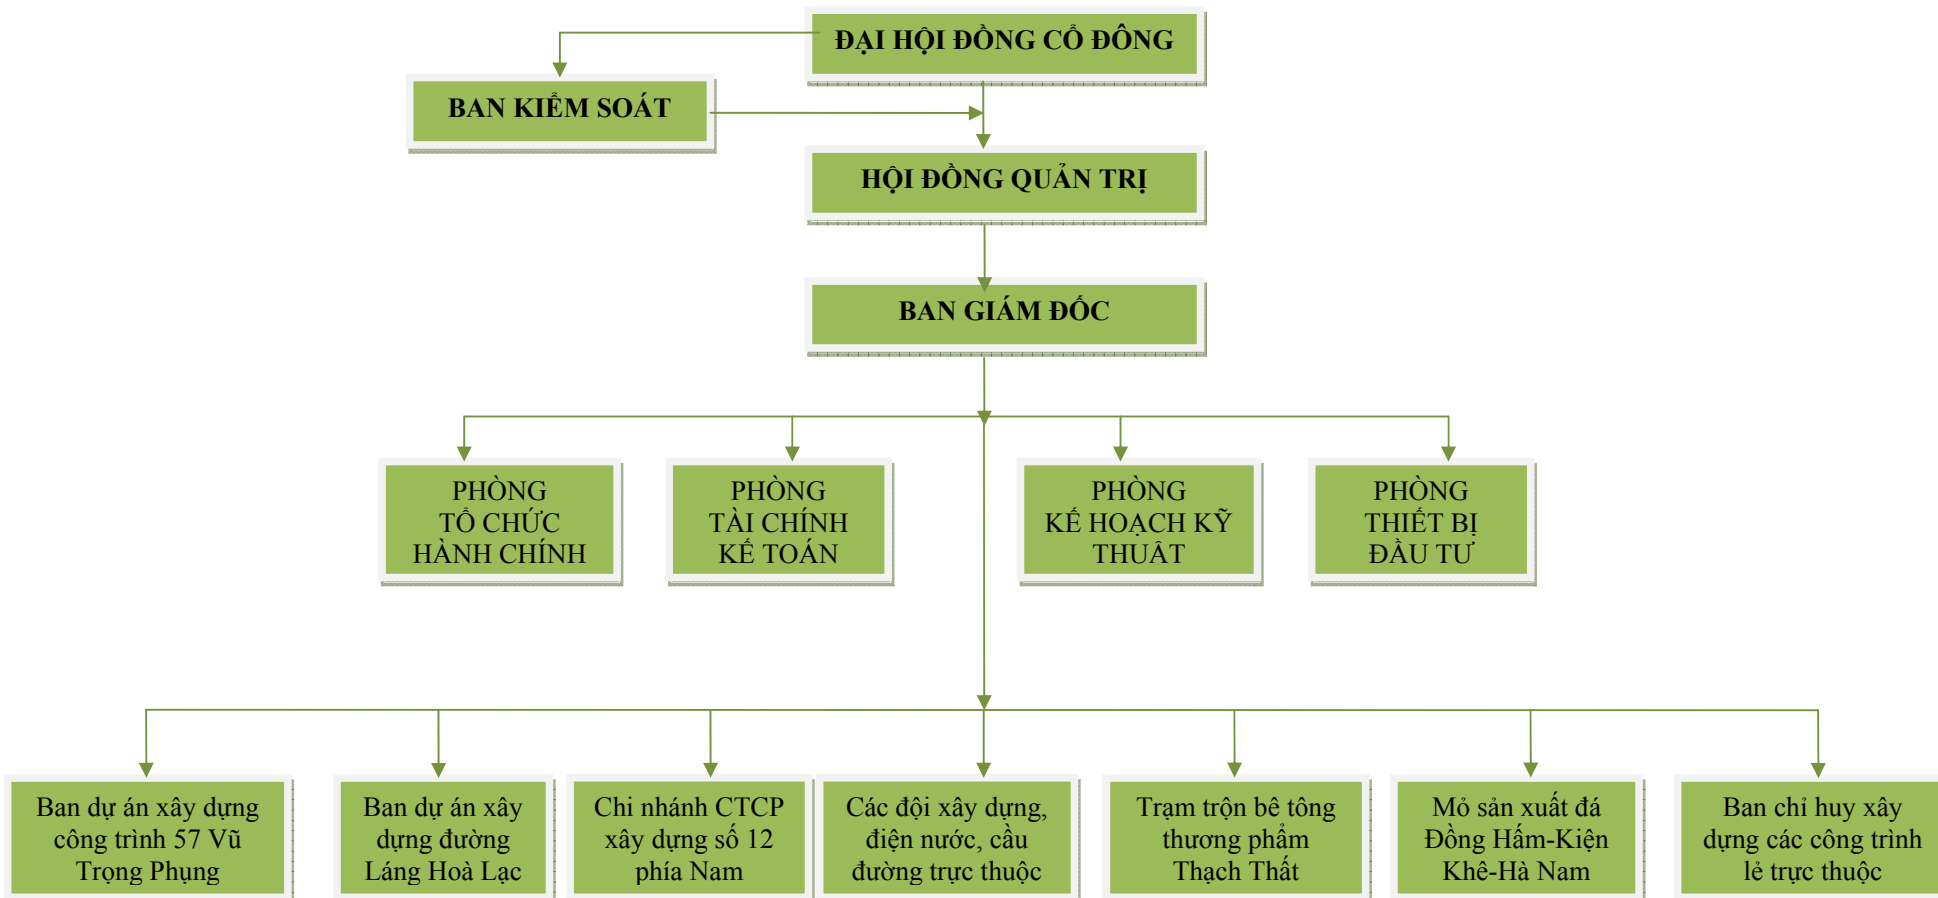 ĐẠI HỘI ĐỒNG CỔ ĐÔNG
BAN KIỂM SOÁT
HỘI ĐỒNG QUẢN TRỊ
BAN GIÁM ĐỐC
PHÒNG
TỔ CHỨC
HÀNH CHÍNH
PHÒNG
TÀI CHÍNH
KẾ TOÁN
PHÒNG
KẾ HOẠCH KỸ
THUẬT
PHÒNG
THIẾT BỊ
ĐẦU TƯ
Ban dự án xây dựng
công trình 57 Vũ
Trọng Phụng
Ban dự án xây
dựng đường
Láng Hoà Lạc
Chi nhánh CTCP
xây dựng số 12
phía Nam
Các đội xây dựng,
điện nước, cầu
đường trực thuộc
Trạm trộn bê tông
thương phẩm
Thạch Thất
Mỏ sản xuất đá
Đồng Hấm-Kiện
Khê-Hà Nam
Ban chỉ huy xây
dựng các công trình
lẻ trực thuộc